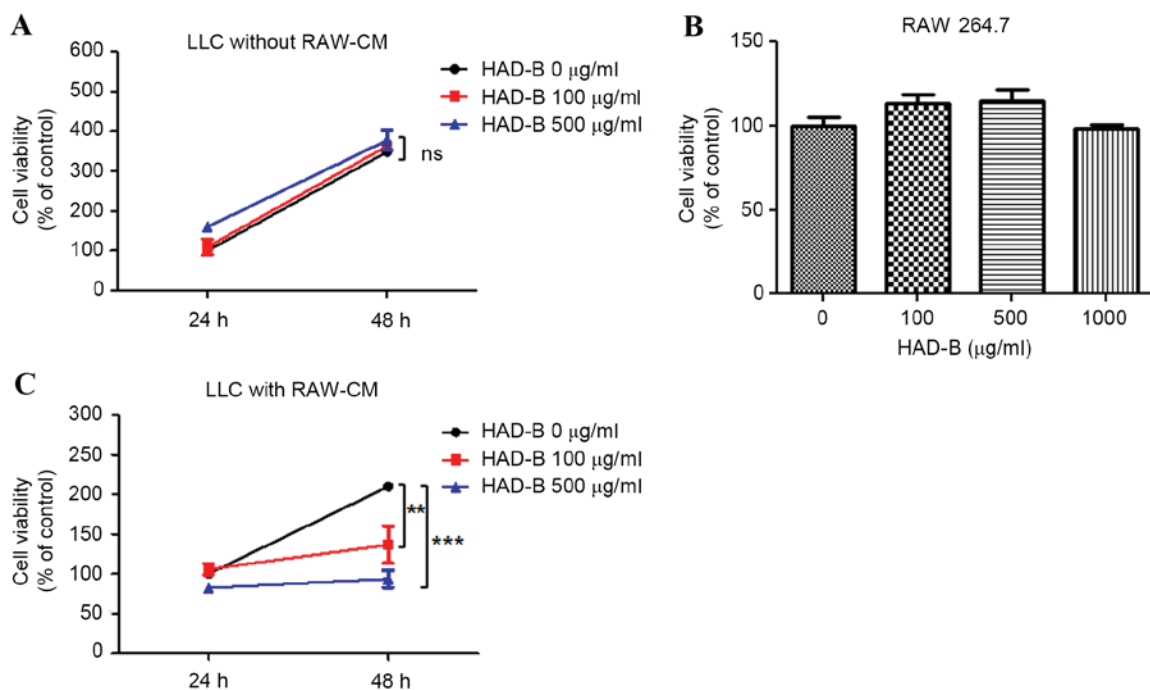 A
LLC without RAW-CM
600
500
400
300
200
100
0
Cell viability
(% of control)
24 h
48 h
HAD-B 0 μg/ml
HAD-B 100 μg/ml
HAD-B 500 μg/ml
ns
B
RAW 264.7
150
100
50
0
Cell viability
(% of control)
0
100
500
1000
HAD-B (μg/ml)
C
LLC with RAW-CM
300
250
200
150
100
50
0
Cell viability
(% of control)
24 h
48 h
HAD-B 0 μg/ml
HAD-B 100 μg/ml
HAD-B 500 μg/ml
**
***